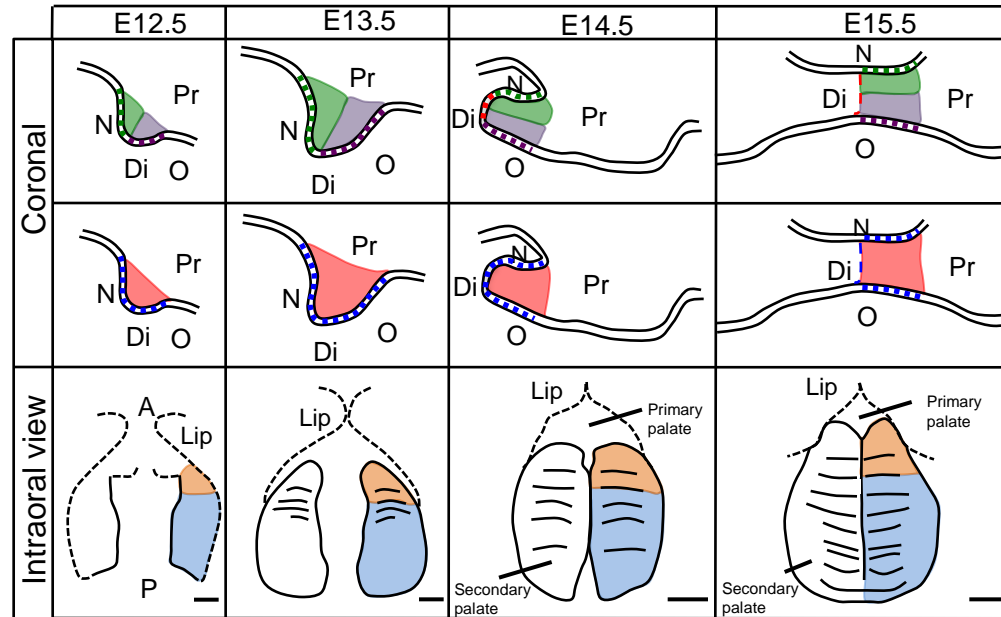 E12.5
E13.5
E14.5
E15.5
Coronal
Pr
N
Di
O
Pr
N
Di
O
N
Di
Pr
O
N
Di
Pr
O
Pr
N
Di
O
Pr
N
Di
O
N
Di
Pr
O
N
Di
Pr
O
Intraoral view
A
Lip
P
Lip
Lip
Primary
palate
Secondary
palate
Lip
Primary
palate
Secondary
palate